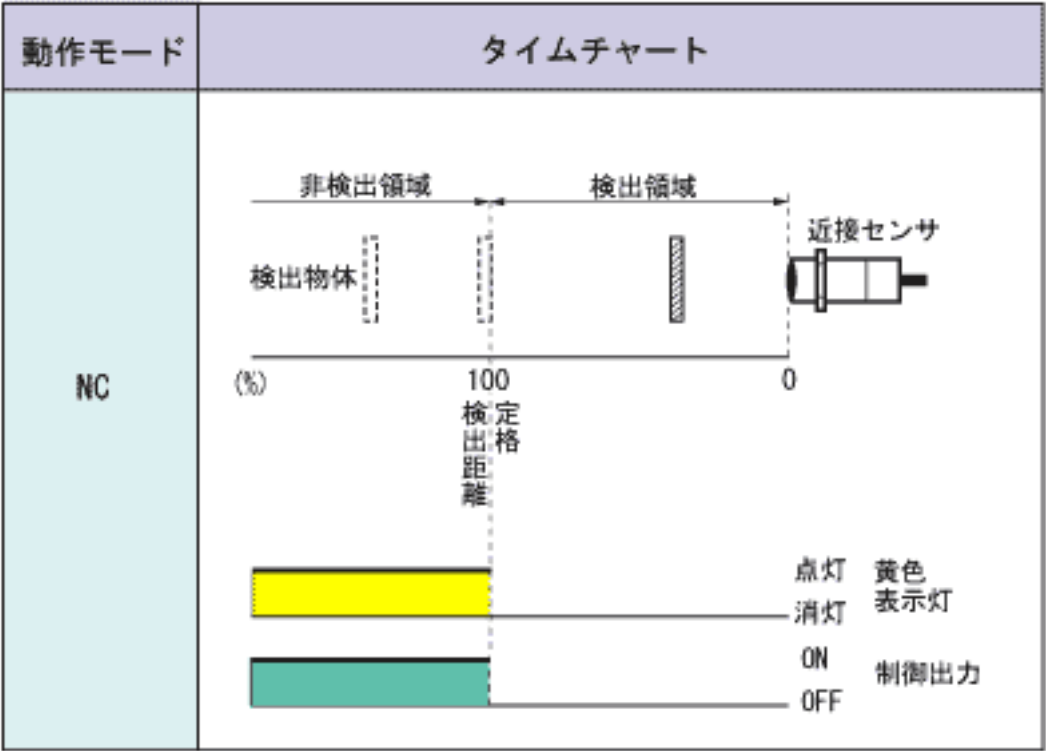 動作モード
タイムチャート
非検出領域
検出領域
近接センサ
検出物体
NC
(%)
100
0
定格
検出距離
点灯
消灯
黄色
表示灯
ON
OFF
制御出力